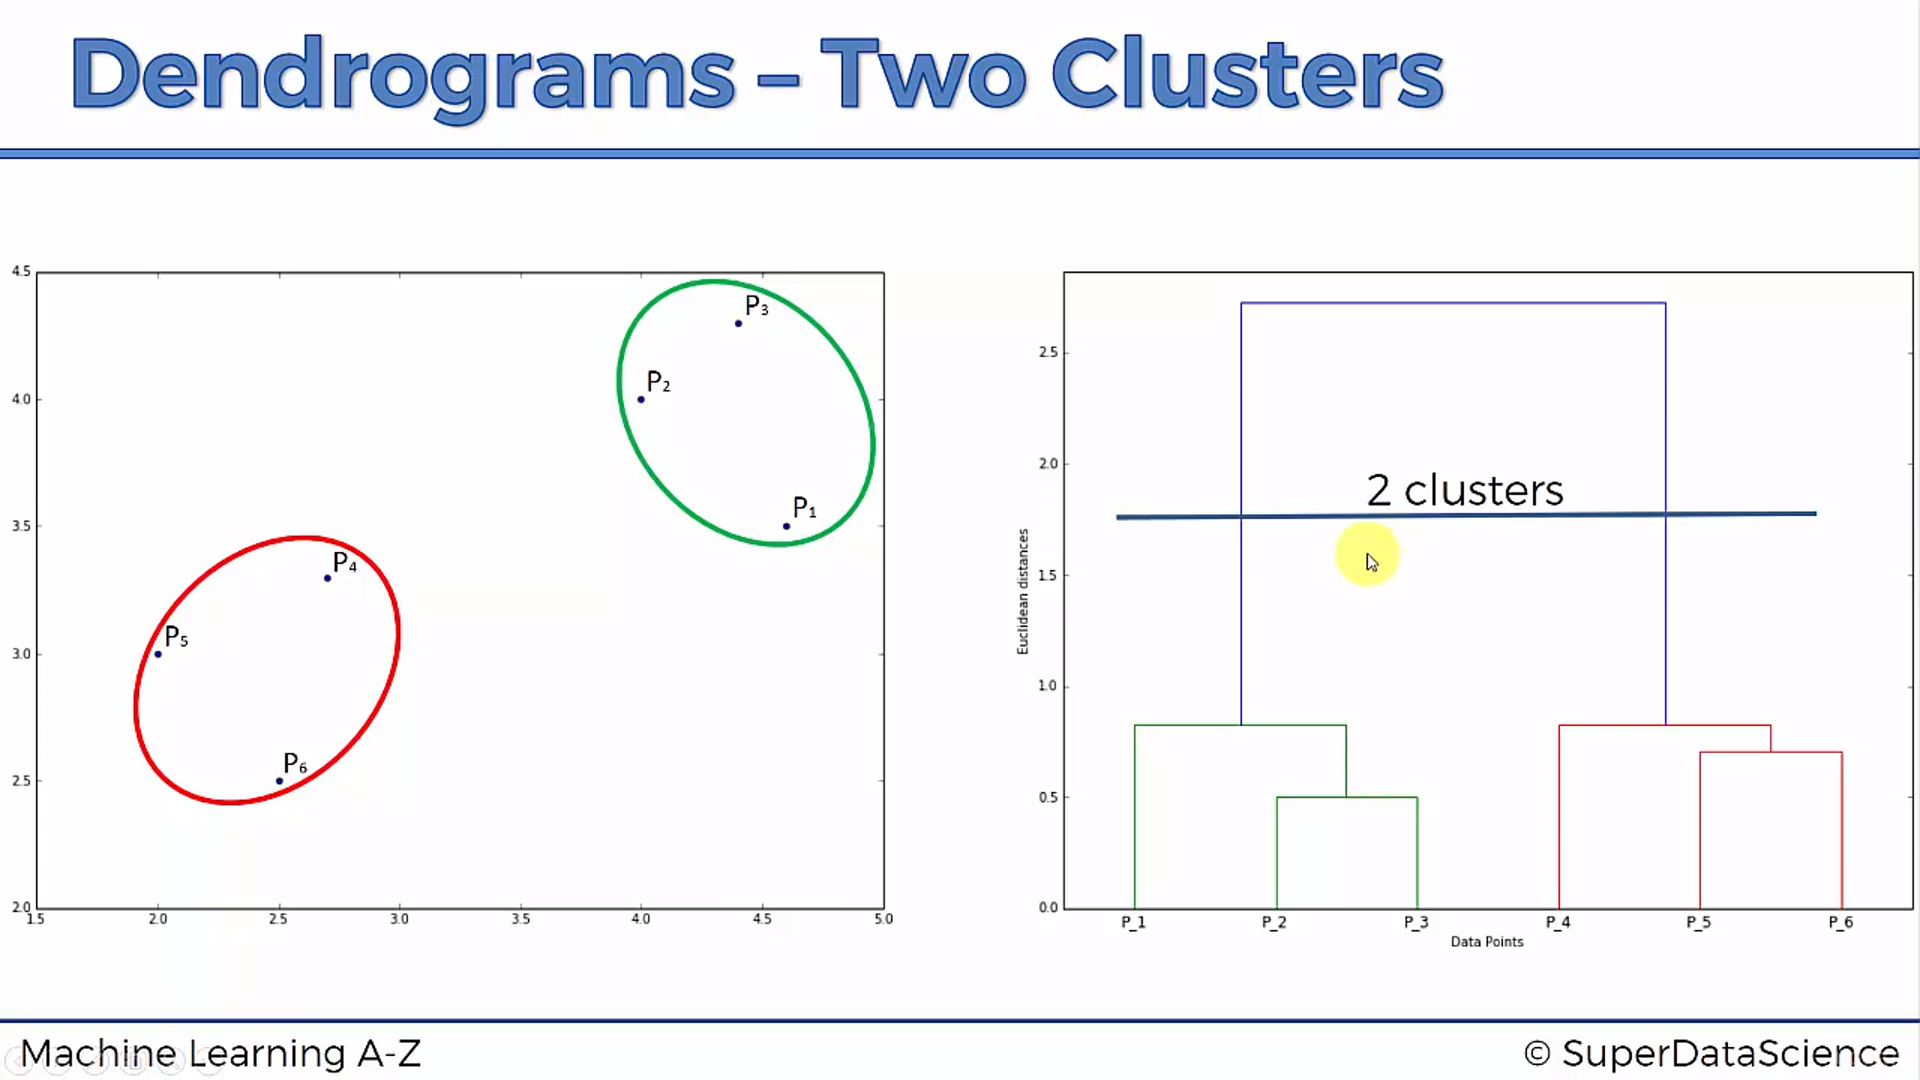 Dendrograms – Two Clusters
4.5
4.0
3.5
3.0
2.5
2.0
1.5 2.0 2.5 3.0 3.5 4.0 4.5 5.0
P3
P2
P1
P4
P5
P6
2.5
2.0
1.5
1.0
0.5
0.0
Euclidean distances
2 clusters
P_1 P_2 P_3 P_4 P_5 P_6
Data Points
Machine Learning A-Z
© SuperDataScience